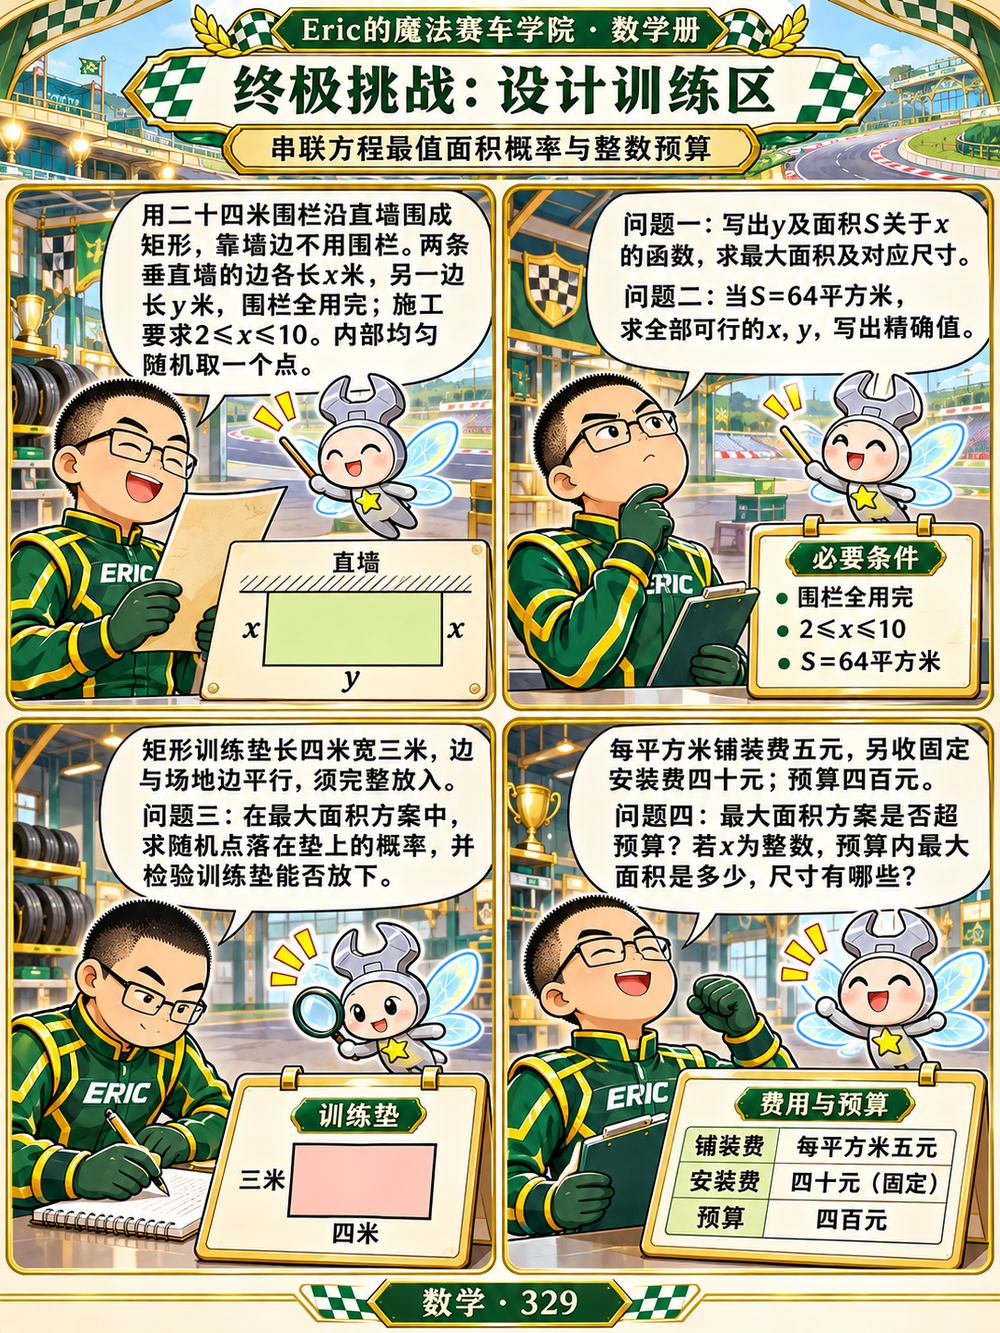 Eric的魔法赛车学院 · 数学册
终极挑战：设计训练区
串联方程最值面积概率与整数预算
用二十四米围栏沿直墙围成
矩形，靠墙边不用围栏。两条
垂直墙的边各长x米，另一边
长y米，围栏全用完；施工
要求2≤x≤10。内部均匀
随机取一个点。
ERIC
直墙
x
x
y
问题一：写出y及面积S关于x
的函数，求最大面积及对应尺寸。
问题二：当S=64平方米，
求全部可行的x, y，写出精确值。
ERIC
必要条件
• 围栏全用完
• 2≤x≤10
• S=64平方米
矩形训练垫长四米宽三米，边
与场地边平行，须完整放入。
问题三：在最大面积方案中，
求随机点落在垫上的概率，并
检验训练垫能否放下。
ERIC
训练垫
三米
四米
每平方米铺装费五元，另收固定
安装费四十元；预算四百元。
问题四：最大面积方案是否超
预算？若x为整数，预算内最大
面积是多少，尺寸有哪些？
ERIC
费用与预算
铺装费 每平方米五元
安装费 四十元（固定）
预算 四百元
数学 · 329